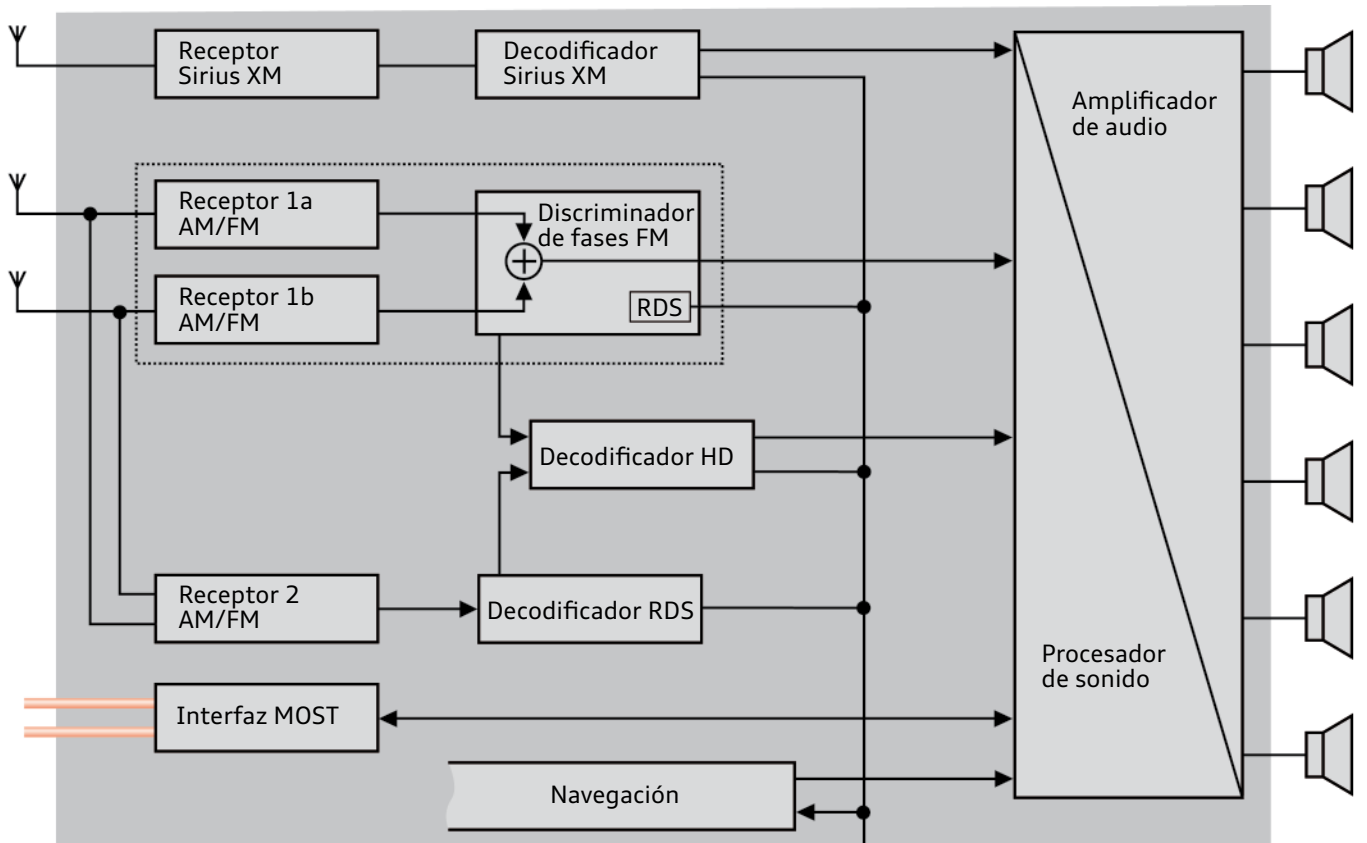 Receptor
Sirius XM
Decodificador
Sirius XM
Amplificador
de audio
Receptor 1a
AM/FM
Discriminador
de fases FM
Receptor 1b
AM/FM
RDS
Decodificador HD
Receptor 2
AM/FM
Decodificador RDS
Procesador
de sonido
Interfaz MOST
Navegación